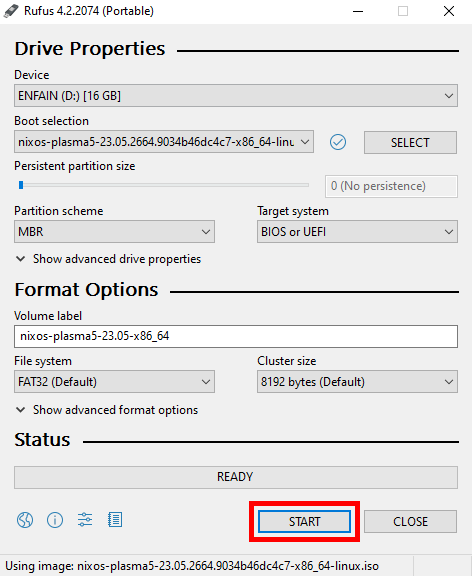 Rufus 4.2.2074 (Portable)
Drive Properties
Device
ENFAIN (D:) [16 GB]
Boot selection
nixos-plasma5-23.05.2664.9034b46dc4c7-x86_64-linu
SELECT
Persistent partition size
0 (No persistence)
Partition scheme
Target system
MBR
BIOS or UEFI
Show advanced drive properties
Format Options
Volume label
nixos-plasma5-23.05-x86_64
File system
Cluster size
FAT32 (Default)
8192 bytes (Default)
Show advanced format options
Status
READY
START
CLOSE
Using image: nixos-plasma5-23.05.2664.9034b46dc4c7-x86_64-linux.iso